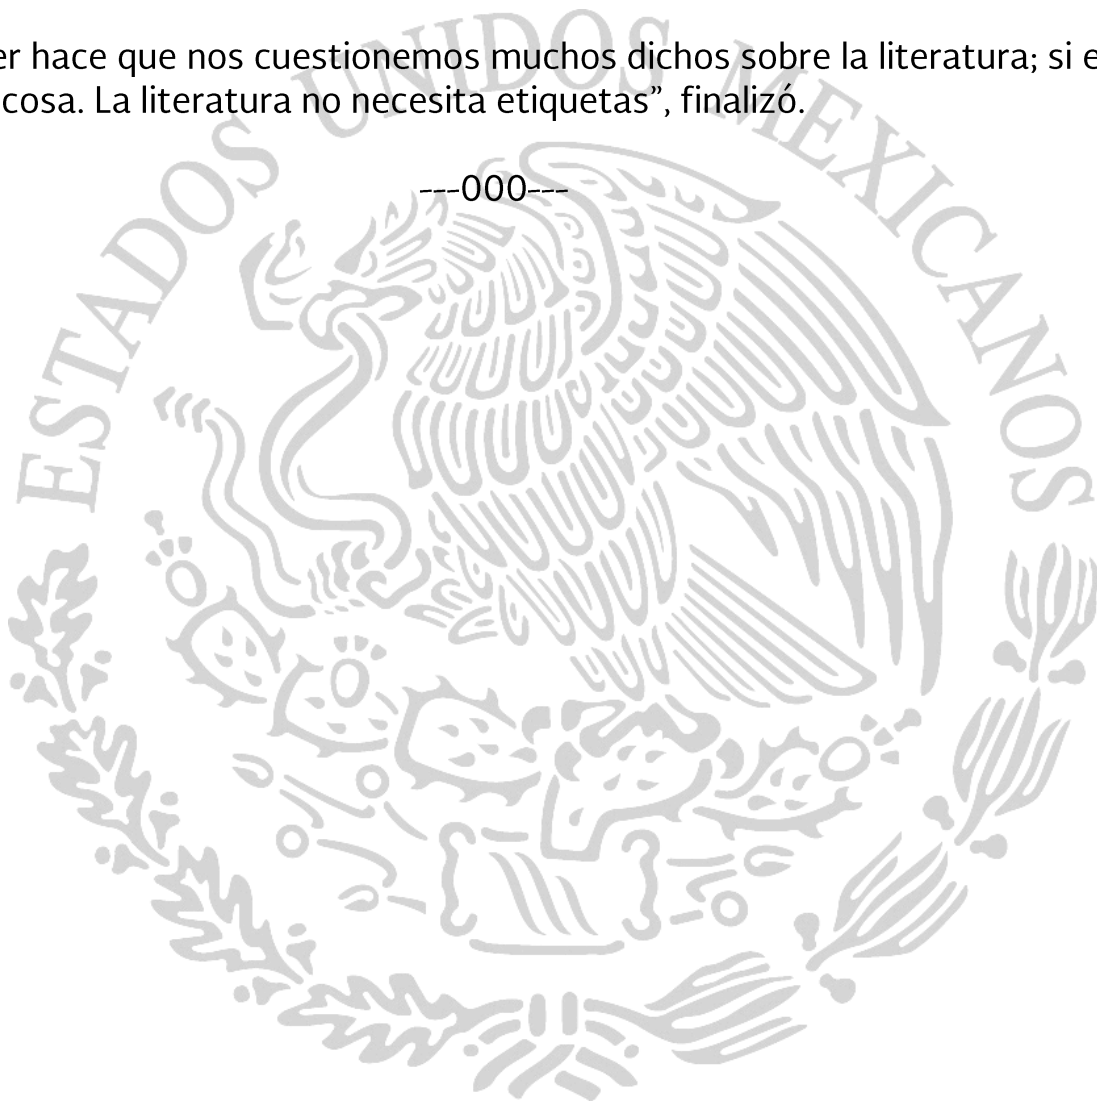 er hace que nos cuestionemos muchos dichos sobre la literatura; si e
cosa. La literatura no necesita etiquetas”, finalizó.
---000---
ESTADOS UNIDOS MEXICANOS